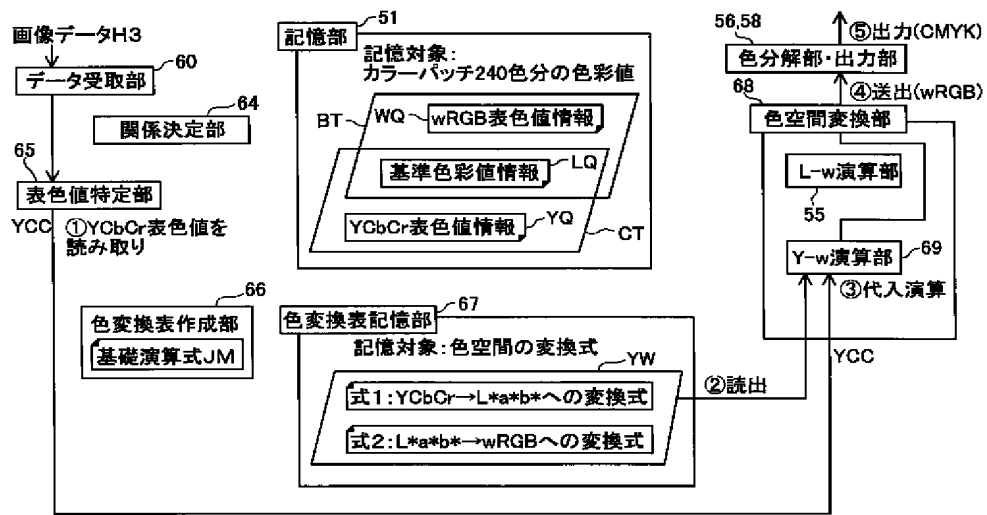 画像データH3
60
データ受取部
64
関係決定部
65
表色値特定部
YCC
①YCbCr表色値を
読み取り
66
色変換表作成部
基礎演算式JM
51
記憶部
記憶対象：
カラーパッチ240色分の色彩値
BT
WQ
wRGB表色値情報
LQ
基準色彩値情報
YCbCr表色値情報
YQ
CT
67
色変換表記憶部
記憶対象：色空間の変換式
YW
式1：YCbCr→L*a*b*への変換式
式2：L*a*b*→wRGBへの変換式
②読出
56,58
⑤出力(CMYK)
色分解部・出力部
68
④送出(wRGB)
色空間変換部
L-w演算部
55
69
Y-w演算部
③代入演算
YCC